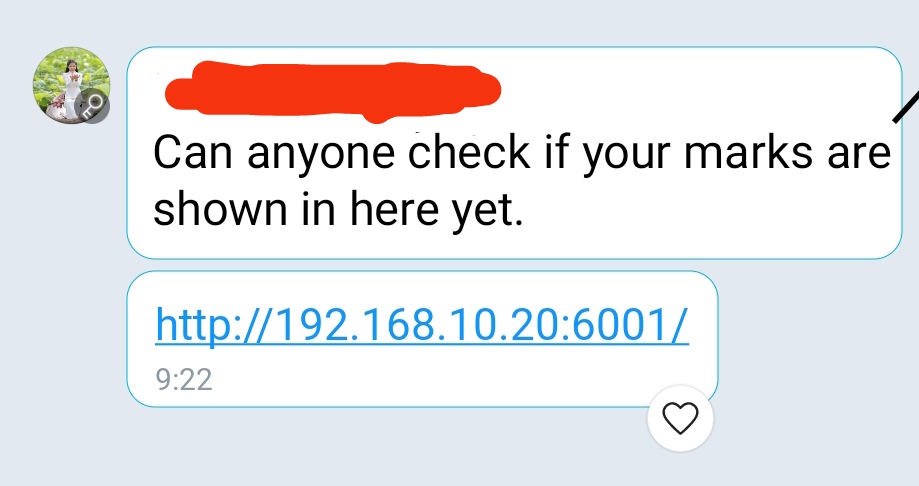 Can anyone check if your marks are
shown in here yet.
http://192.168.10.20:6001/
9:22